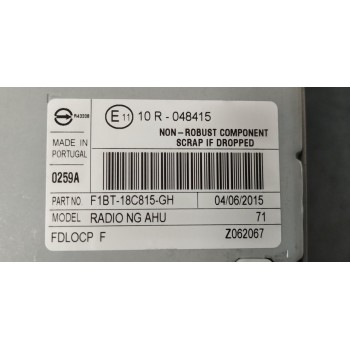 R43208
E 11 10 R - 048415
NON - ROBUST COMPONENT
SCRAP IF DROPPED
MADE IN
PORTUGAL
0259A
PART NO F1BT-18C815-GH 04/06/2015
MODEL RADIO NG AHU 71
FDLOCP F Z062067